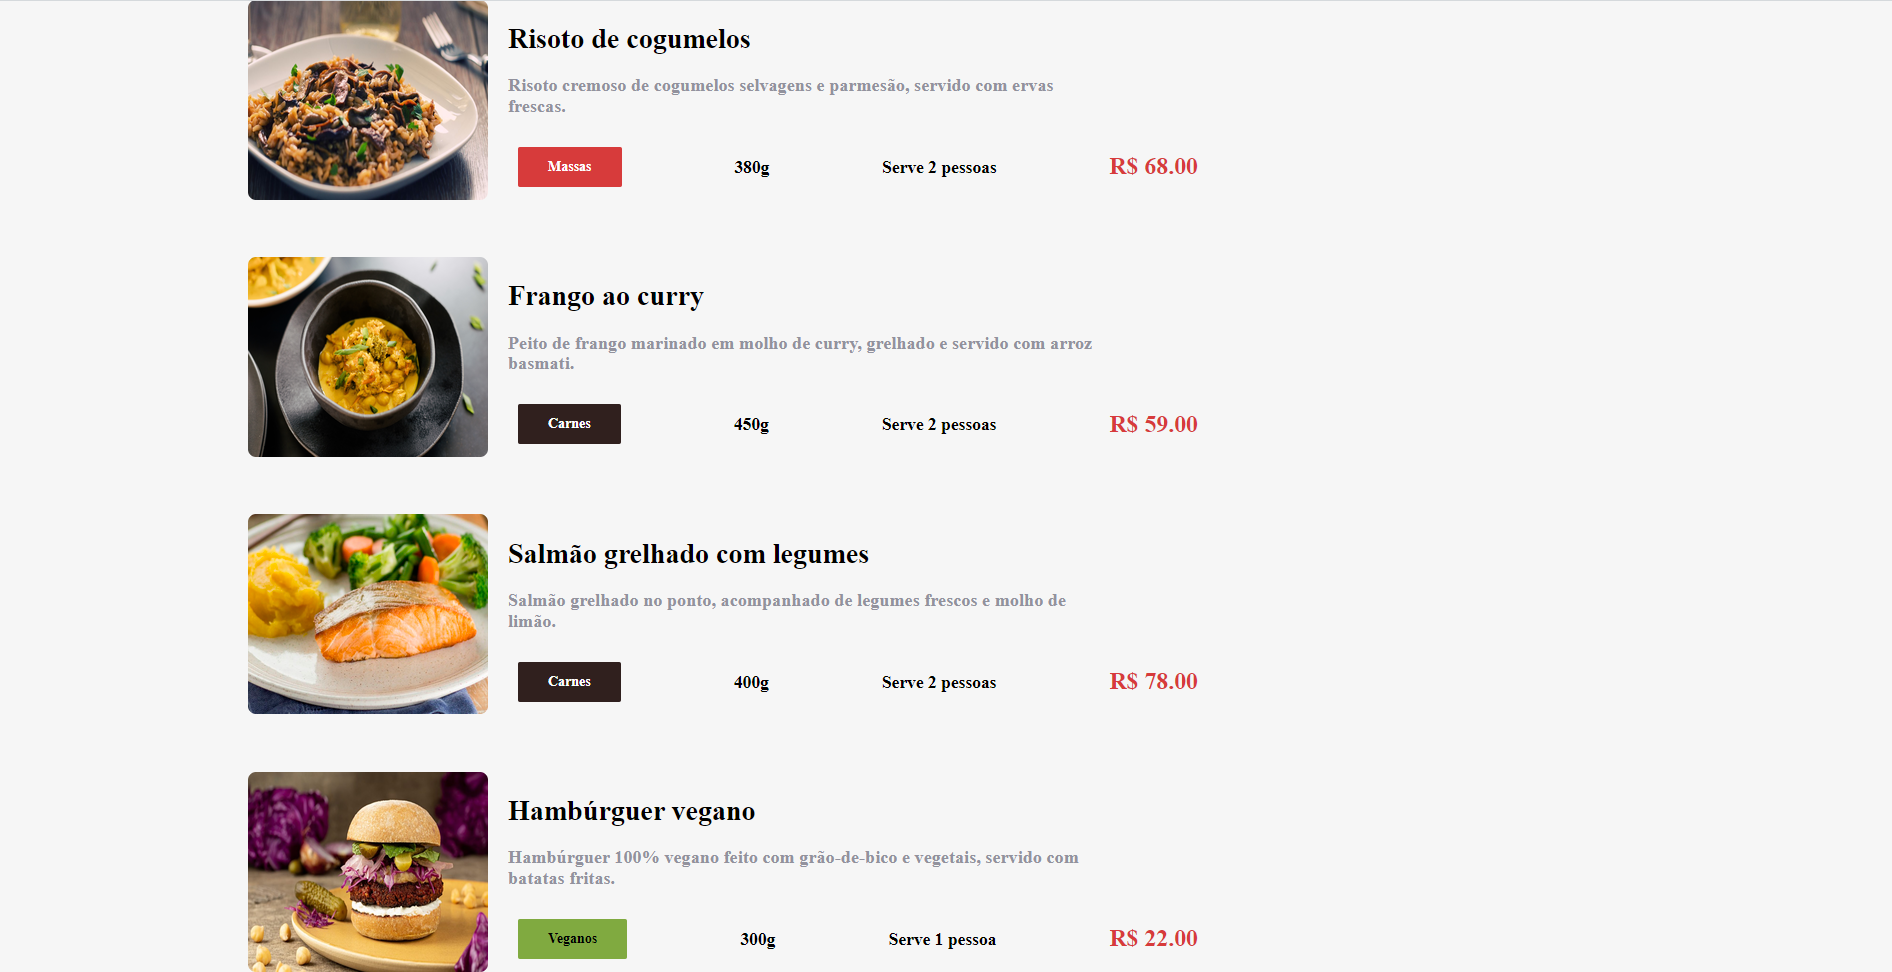 Risoto de cogumelos
Risoto cremoso de cogumelos selvagens e parmesão, servido com ervas
frescas.
Massas 380g Serve 2 pessoas R$ 68.00
Frango ao curry
Peito de frango marinado em molho de curry, grelhado e servido com arroz
basmati.
Carnes 450g Serve 2 pessoas R$ 59.00
Salmão grelhado com legumes
Salmão grelhado no ponto, acompanhado de legumes frescos e molho de
limão.
Carnes 400g Serve 2 pessoas R$ 78.00
Hambúrguer vegano
Hambúrguer 100% vegano feito com grão-de-bico e vegetais, servido com
batatas fritas.
Veganos 300g Serve 1 pessoa R$ 22.00